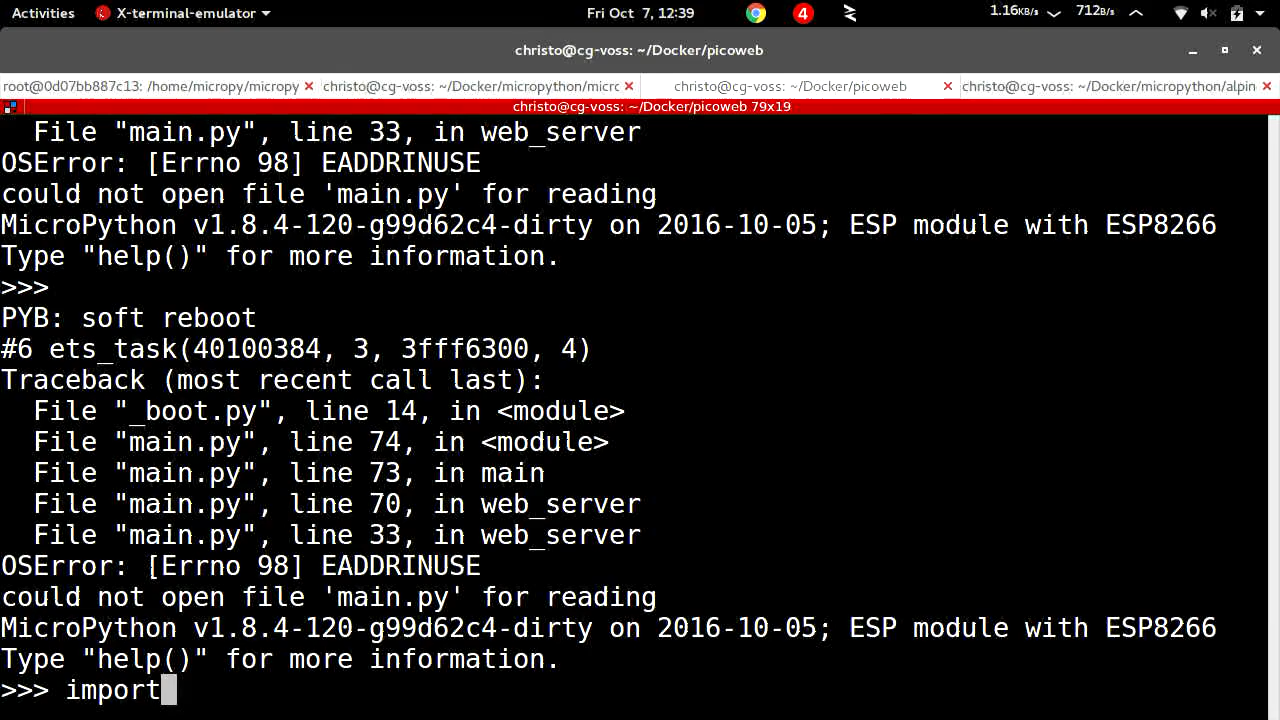 Activities X-terminal-emulator Fri Oct 7, 12:39 4 1.16KB/s 712B/s
christo@cg-voss: ~/Docker/picoweb
root@0d07bb887c13: /home/micropy/micropy christo@cg-voss: ~/Docker/micropython/micro christo@cg-voss: ~/Docker/picoweb christo@cg-voss: ~/Docker/micropython/alpin
christo@cg-voss: ~/Docker/picoweb 79x19
File "main.py", line 33, in web_server
OSError: [Errno 98] EADDRINUSE
could not open file 'main.py' for reading
MicroPython v1.8.4-120-g99d62c4-dirty on 2016-10-05; ESP module with ESP8266
Type "help()" for more information.
>>>
PYB: soft reboot
#6 ets_task(40100384, 3, 3fff6300, 4)
Traceback (most recent call last):
File "_boot.py", line 14, in <module>
File "main.py", line 74, in <module>
File "main.py", line 73, in main
File "main.py", line 70, in web_server
File "main.py", line 33, in web_server
OSError: [Errno 98] EADDRINUSE
could not open file 'main.py' for reading
MicroPython v1.8.4-120-g99d62c4-dirty on 2016-10-05; ESP module with ESP8266
Type "help()" for more information.
>>> import